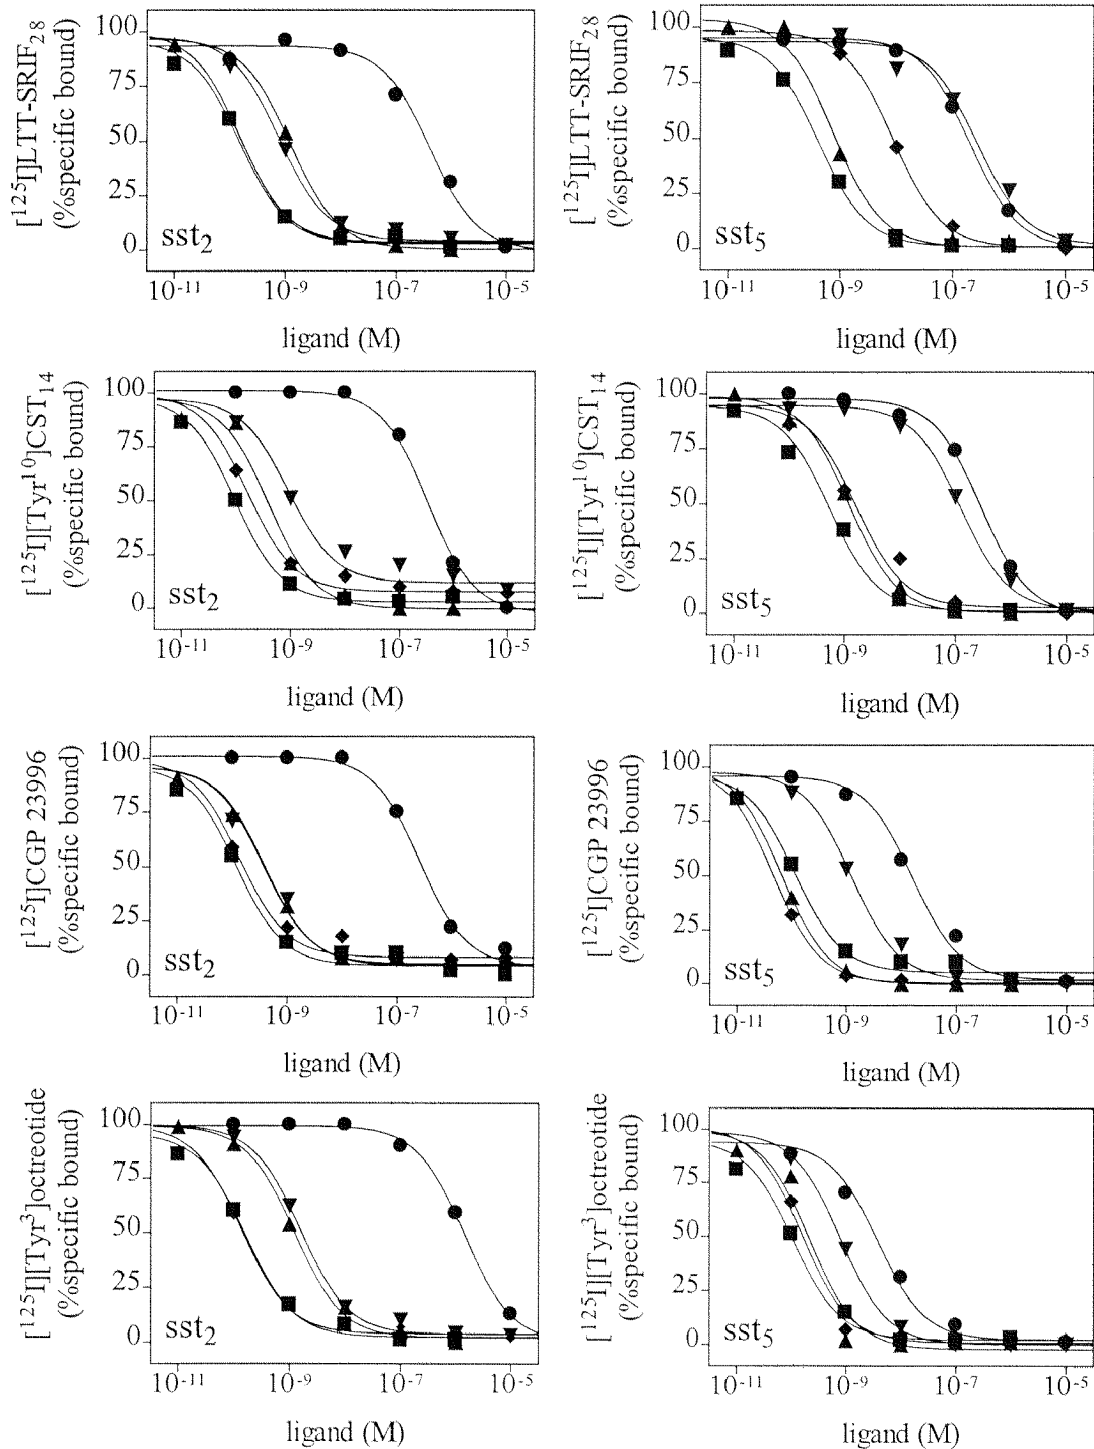 [125I]LTT-SRIF28
(%specific bound)
100
75
50
25
0
sst2
10-11 10-9 10-7 10-5
ligand (M)
[125I]LTT-SRIF28
(%specific bound)
100
75
50
25
0
sst5
10-11 10-9 10-7 10-5
ligand (M)
[125I][Tyr10]CST14
(%specific bound)
100
75
50
25
0
sst2
10-11 10-9 10-7 10-5
ligand (M)
[125I][Tyr10]CST14
(%specific bound)
100
75
50
25
0
sst5
10-11 10-9 10-7 10-5
ligand (M)
[125I]CGP 23996
(%specific bound)
100
75
50
25
0
sst2
10-11 10-9 10-7 10-5
ligand (M)
[125I]CGP 23996
(%specific bound)
100
75
50
25
0
sst5
10-11 10-9 10-7 10-5
ligand (M)
[125I][Tyr3]octreotide
(%specific bound)
100
75
50
25
0
sst2
10-11 10-9 10-7 10-5
ligand (M)
[125I][Tyr3]octreotide
(%specific bound)
100
75
50
25
0
sst5
10-11 10-9 10-7 10-5
ligand (M)